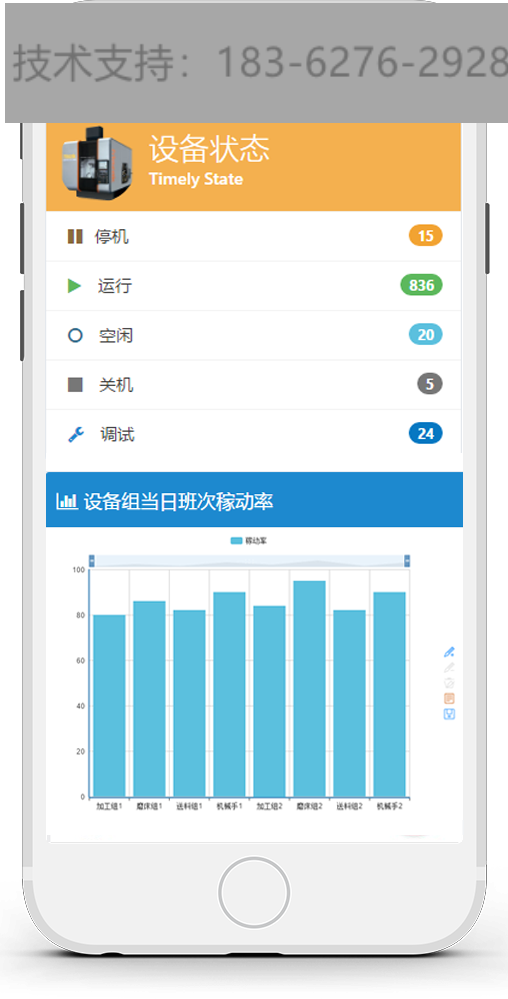 技术支持：183-6276-2928
设备状态
Timely State
停机 15
运行 836
空闲 20
关机 5
调试 24
设备组当日班次稼动率
稼动率
100
80
60
40
20
0
加工组1 磨床组1 送料组1 机械手1 加工组2 磨床组2 送料组2 机械手2